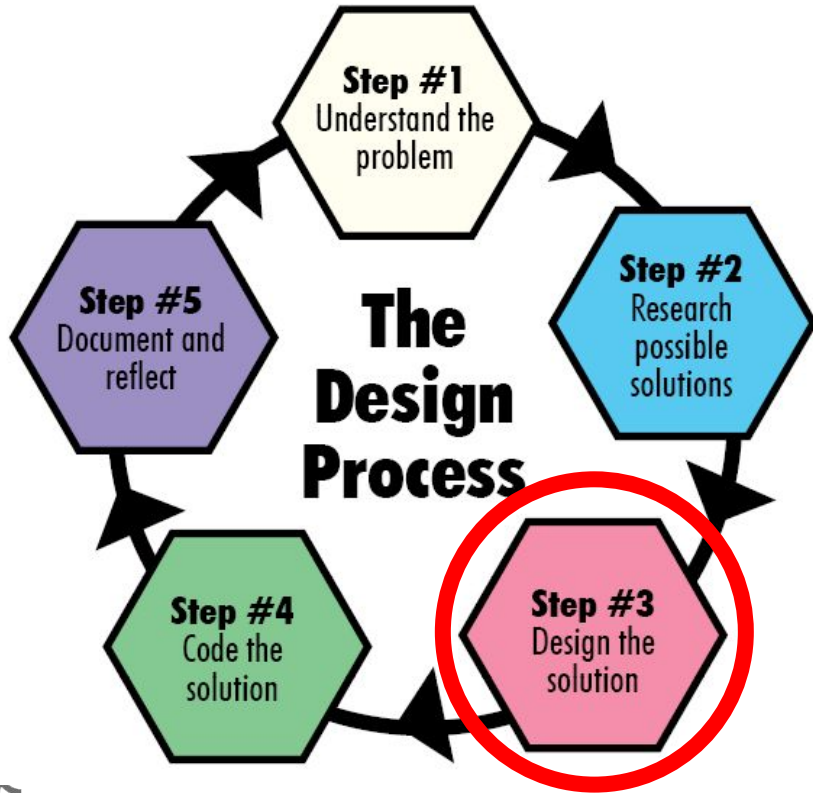 Step #1
Understand the
problem
Step #2
Research
possible
solutions
Step #5
Document and
reflect
The
Design
Process
Step #3
Design the
solution
Step #4
Code the
solution